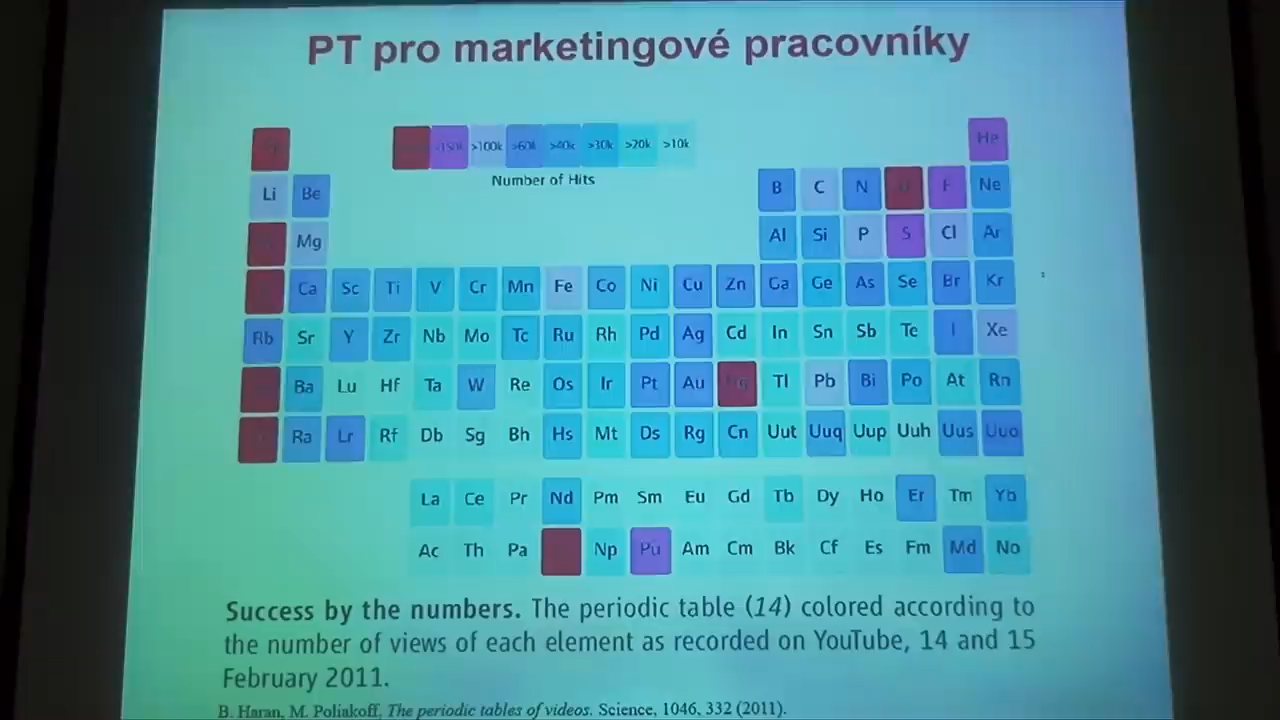 PT pro marketingové pracovníky
>150k >100k >60k >40k >30k >20k >10k
He
Number of Hits
Li Be B C N O F Ne
Mg Al Si P S Cl Ar
Ca Sc Ti V Cr Mn Fe Co Ni Cu Zn Ga Ge As Se Br Kr
Rb Sr Y Zr Nb Mo Tc Ru Rh Pd Ag Cd In Sn Sb Te I Xe
Ba Lu Hf Ta W Re Os Ir Pt Au Hg Tl Pb Bi Po At Rn
Ra Lr Rf Db Sg Bh Hs Mt Ds Rg Cn Uut Uuq Uup Uuh Uus Uuo
La Ce Pr Nd Pm Sm Eu Gd Tb Dy Ho Er Tm Yb
Ac Th Pa Np Pu Am Cm Bk Cf Es Fm Md No
Success by the numbers. The periodic table (14) colored according to
the number of views of each element as recorded on YouTube, 14 and 15
February 2011.
B. Haran, M. Poliakoff, The periodic tables of videos. Science, 1046, 332 (2011).